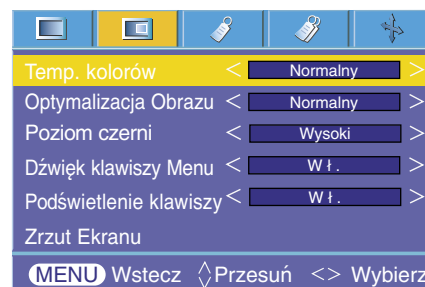 Temp. kolorów < Normalny >
Optymalizacja Obrazu < Normalny >
Poziom czerni < Wysoki >
Dźwięk klawiszy Menu < Wł. >
Podświetlenie klawiszy < Wł. >
Zrzut Ekranu
MENU Wstecz ◇ Przesuń <> Wybierz